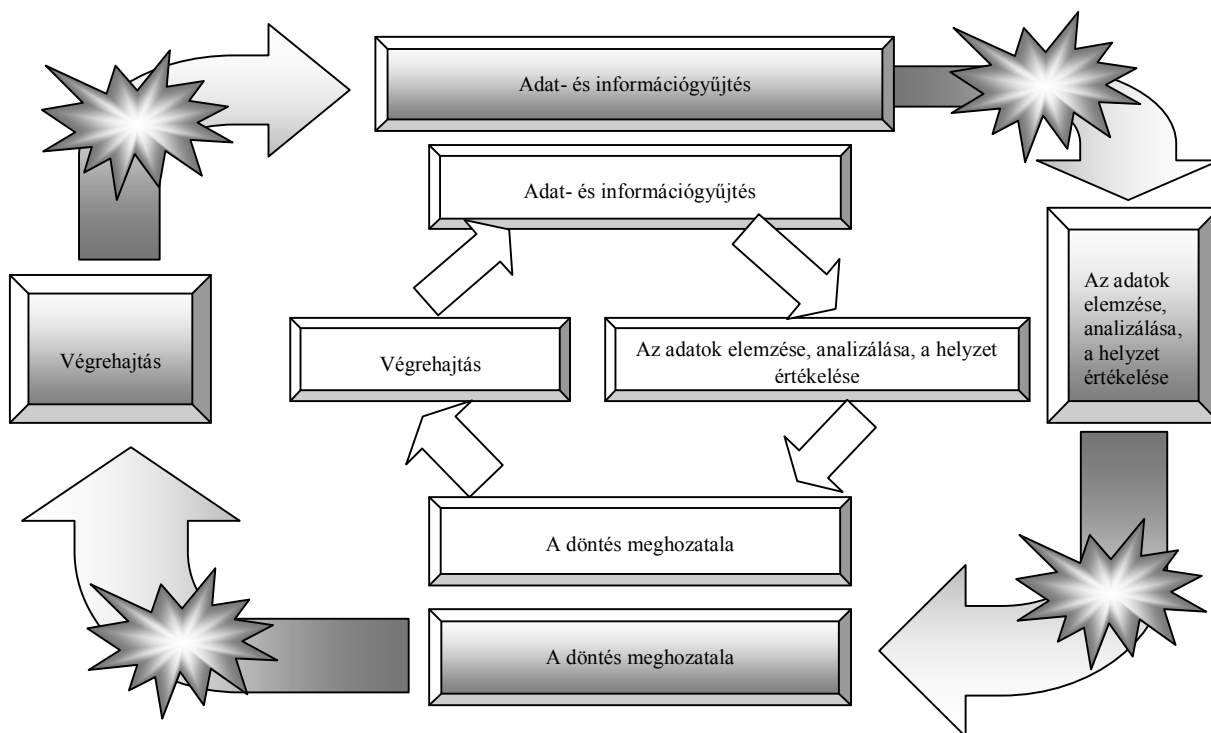 Adat- és információgyűjtés
Adat- és információgyűjtés
Végrehajtás
Végrehajtás
Az adatok elemzése, analizálása, a helyzet
értékelése
Az adatok
elemzése,
analizálása,
a helyzet
értékelése
A döntés meghozatala
A döntés meghozatala